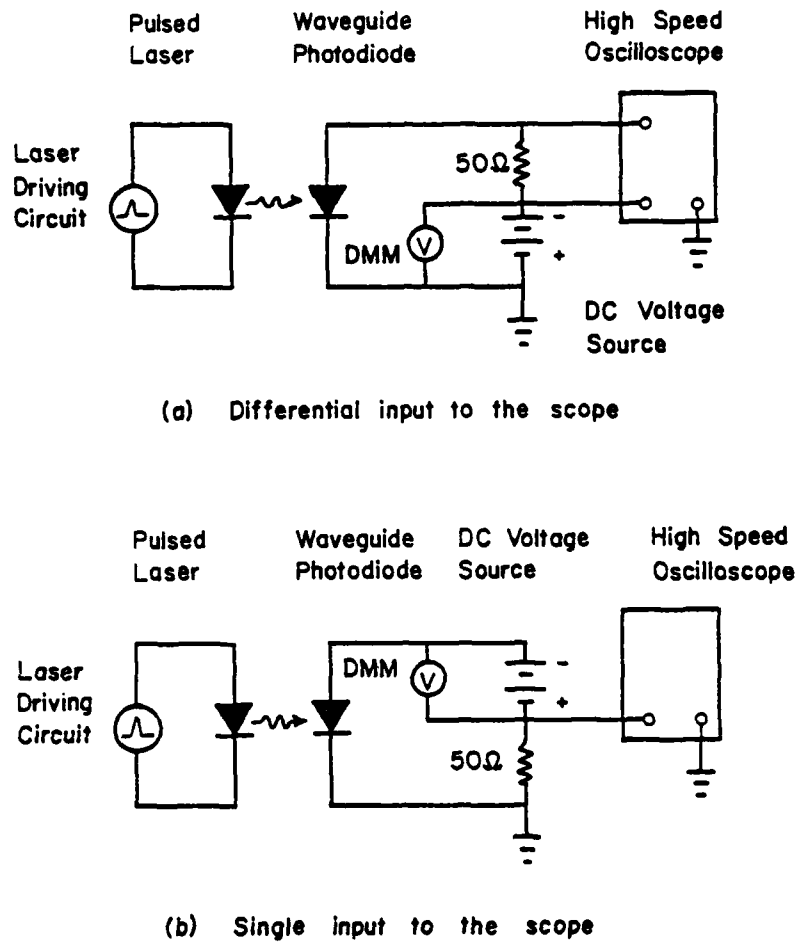 Pulsed Laser
Waveguide Photodiode
High Speed Oscilloscope
Laser Driving Circuit
50Ω
DMM
V
-
+
DC Voltage Source
(a) Differential input to the scope
Pulsed Laser
Waveguide Photodiode
DC Voltage Source
High Speed Oscilloscope
Laser Driving Circuit
DMM
V
-
+
50Ω
(b) Single input to the scope